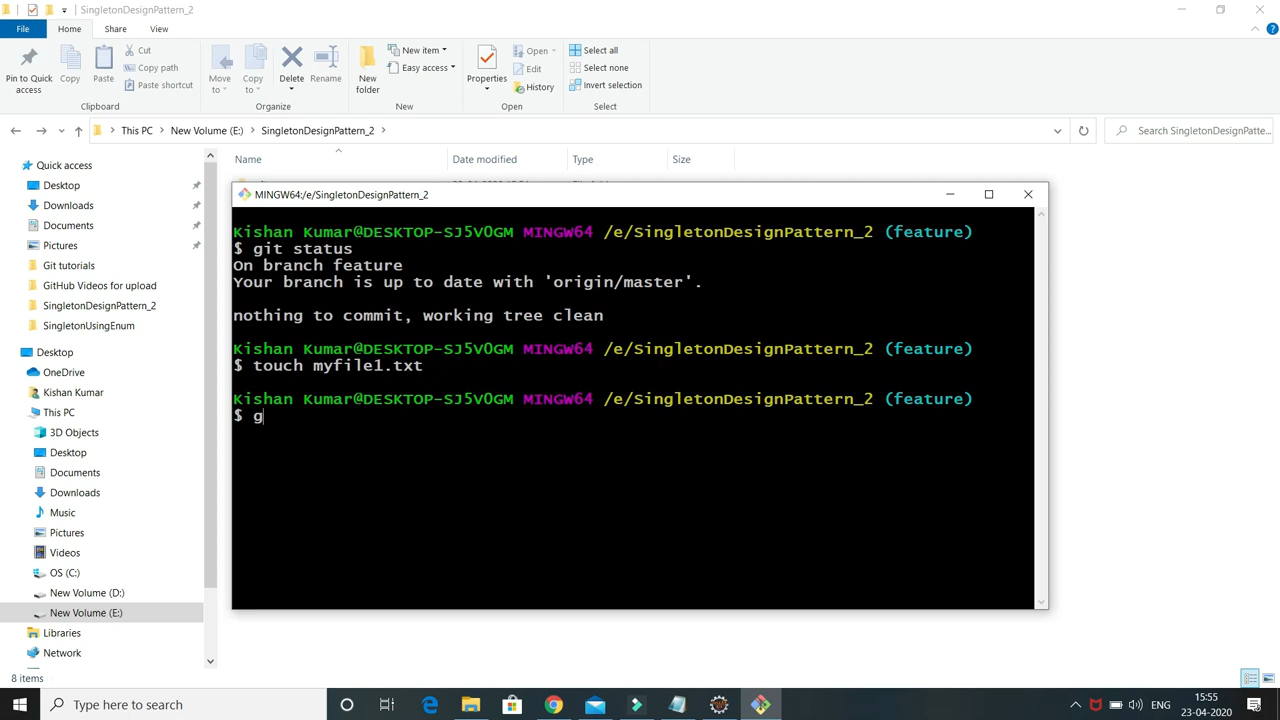 SingletonDesignPattern_2
File Home Share View
Pin to Quick access
Copy
Paste
Cut
Copy path
Paste shortcut
Clipboard
Move to
Copy to
Delete
Rename
Organize
New folder
New item
Easy access
New
Properties
Open
Edit
History
Open
Select all
Select none
Invert selection
Select
This PC New Volume (E:) SingletonDesignPattern_2
Search SingletonDesignPatte...
Name Date modified Type Size
Quick access
Desktop
Downloads
Documents
Pictures
Git tutorials
GitHub Videos for upload
SingletonDesignPattern_2
SingletonUsingEnum
Desktop
OneDrive
Kishan Kumar
This PC
3D Objects
Desktop
Documents
Downloads
Music
Pictures
Videos
OS (C:)
New Volume (D:)
New Volume (E:)
Libraries
Network
8 items
MINGW64:/e/SingletonDesignPattern_2
Kishan Kumar@DESKTOP-SJ5V0GM MINGW64 /e/SingletonDesignPattern_2 (feature)
$ git status
On branch feature
Your branch is up to date with 'origin/master'.
nothing to commit, working tree clean
Kishan Kumar@DESKTOP-SJ5V0GM MINGW64 /e/SingletonDesignPattern_2 (feature)
$ touch myfile1.txt
Kishan Kumar@DESKTOP-SJ5V0GM MINGW64 /e/SingletonDesignPattern_2 (feature)
$ g
Type here to search
ENG
15:55
23-04-2020